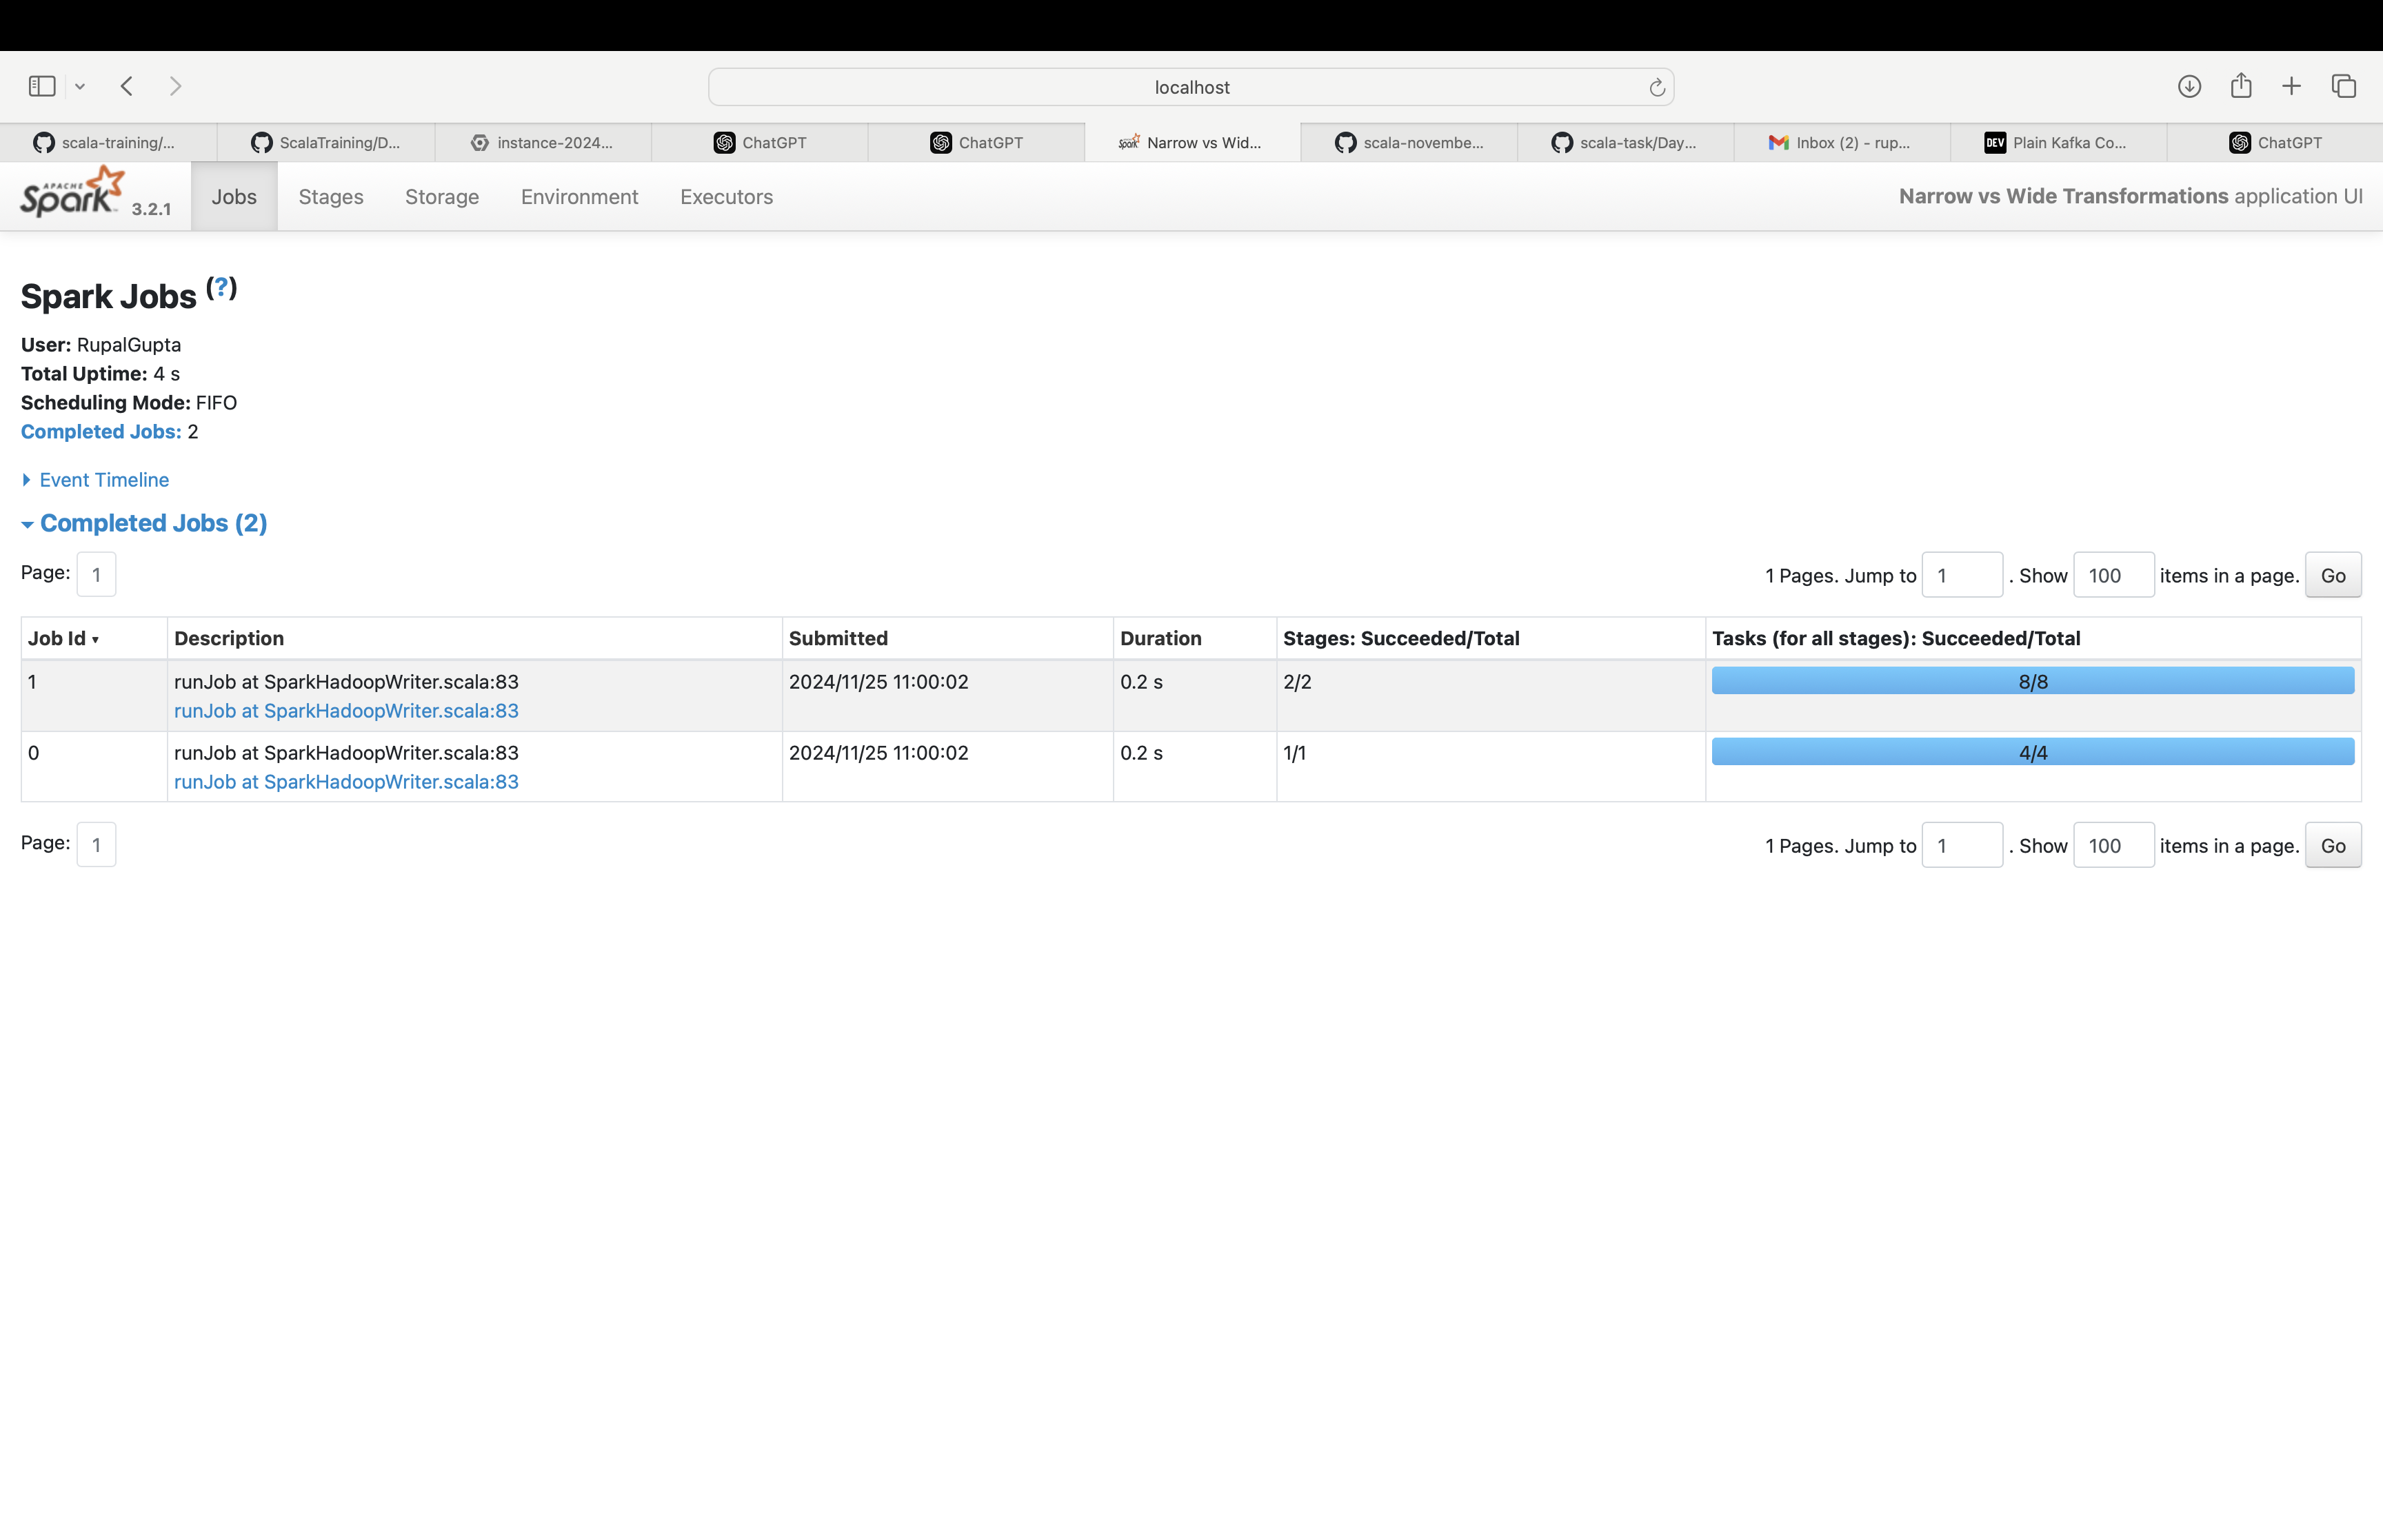 localhost
scala-training/...
ScalaTraining/D...
instance-2024...
ChatGPT
ChatGPT
Narrow vs Wid...
scala-novembe...
scala-task/Day...
Inbox (2) - rup...
DEV Plain Kafka Co...
ChatGPT
APACHE Spark 3.2.1
Jobs
Stages
Storage
Environment
Executors
Narrow vs Wide Transformations application UI
Spark Jobs (?)
User: RupalGupta
Total Uptime: 4 s
Scheduling Mode: FIFO
Completed Jobs: 2
Event Timeline
Completed Jobs (2)
Page: 1
1 Pages. Jump to 1 . Show 100 items in a page. Go
Job Id ▾ Description Submitted Duration Stages: Succeeded/Total Tasks (for all stages): Succeeded/Total
1 runJob at SparkHadoopWriter.scala:83 2024/11/25 11:00:02 0.2 s 2/2 8/8
runJob at SparkHadoopWriter.scala:83
0 runJob at SparkHadoopWriter.scala:83 2024/11/25 11:00:02 0.2 s 1/1 4/4
runJob at SparkHadoopWriter.scala:83
Page: 1
1 Pages. Jump to 1 . Show 100 items in a page. Go